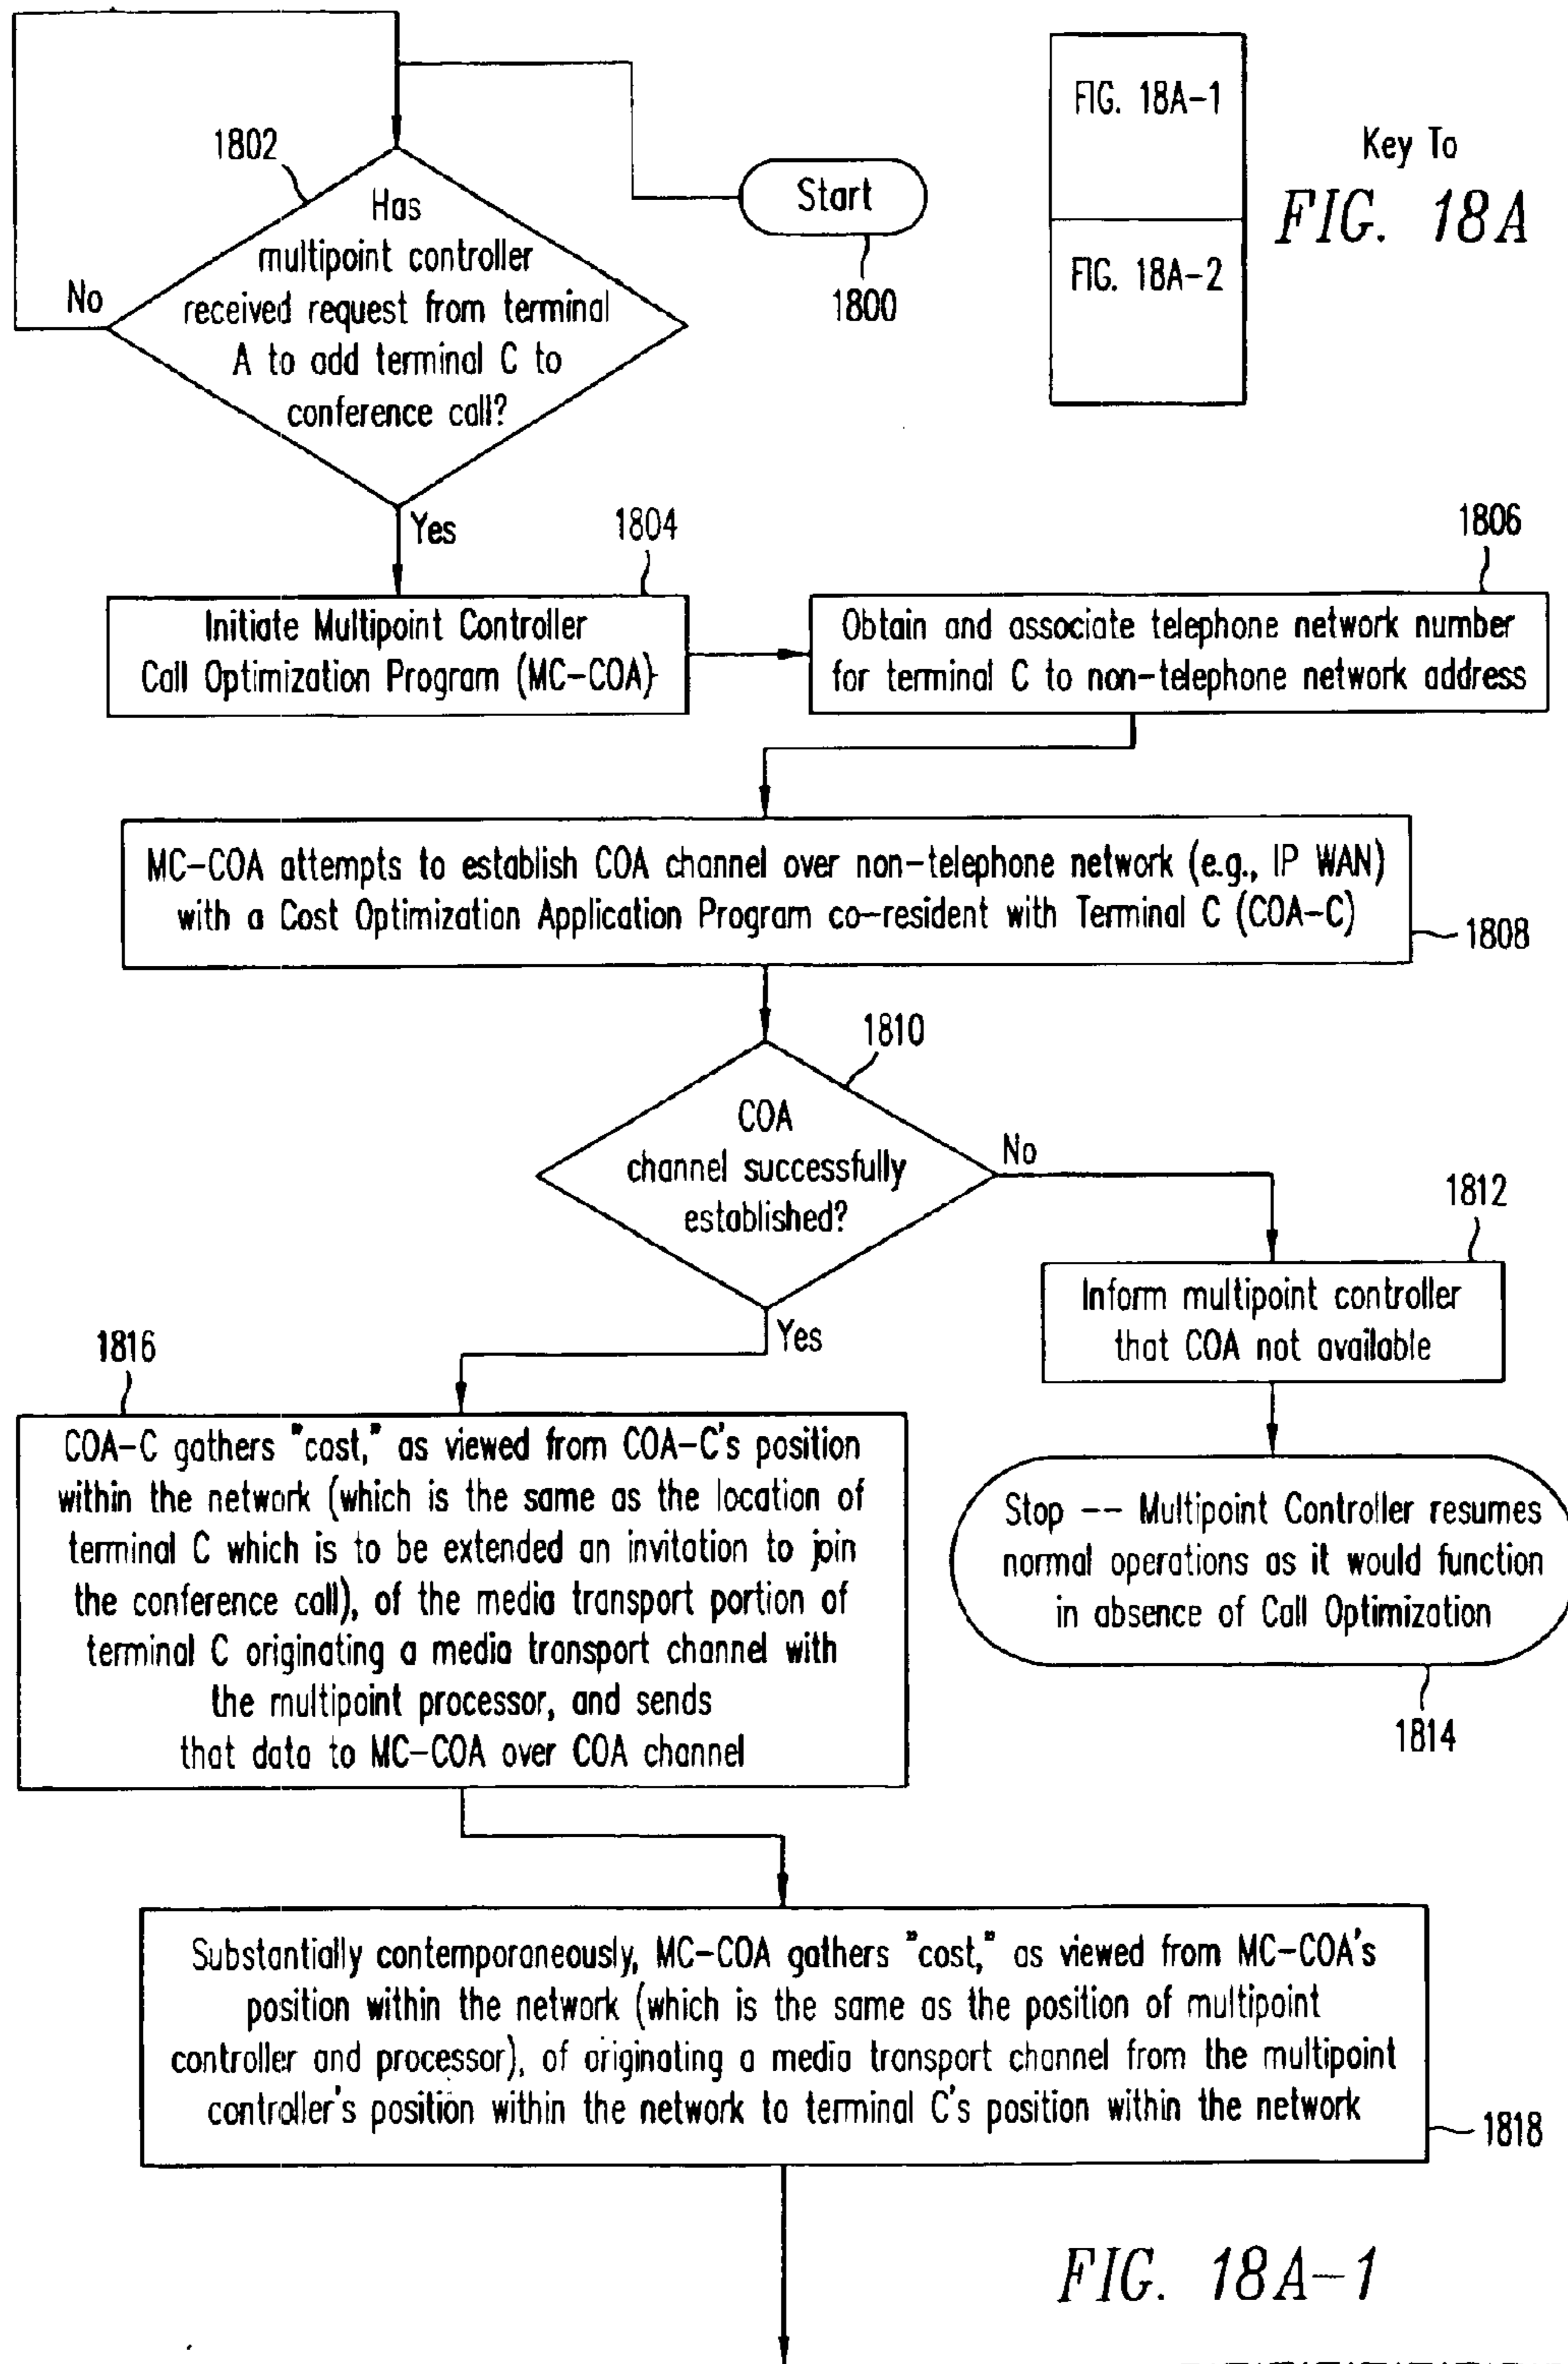 FIG. 18A-1
FIG. 18A-2
Key To
FIG. 18A
Start
1800
1802
Has
multipoint controller
received request from terminal
A to add terminal C to
conference call?
No
Yes
1804
Initiate Multipoint Controller
Call Optimization Program (MC-COA)
1806
Obtain and associate telephone network number
for terminal C to non-telephone network address
MC-COA attempts to establish COA channel over non-telephone network (e.g., IP WAN)
with a Cost Optimization Application Program co-resident with Terminal C (COA-C)
1808
1810
COA
channel successfully
established?
No
Yes
1812
Inform multipoint controller
that COA not available
Stop -- Multipoint Controller resumes
normal operations as it would function
in absence of Call Optimization
1814
1816
COA-C gathers "cost," as viewed from COA-C's position
within the network (which is the same as the location of
terminal C which is to be extended an invitation to join
the conference call), of the media transport portion of
terminal C originating a media transport channel with
the multipoint processor, and sends
that data to MC-COA over COA channel
Substantially contemporaneously, MC-COA gathers "cost," as viewed from MC-COA's
position within the network (which is the same as the position of multipoint
controller and processor), of originating a media transport channel from the multipoint
controller's position within the network to terminal C's position within the network
1818
FIG. 18A-1